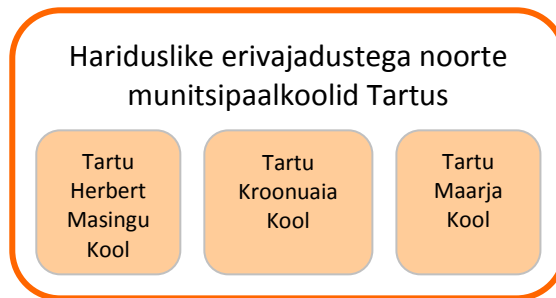 Hariduslike erivajadustega noorte
munitsipaalkoolid Tartus
Tartu
Herbert
Masingu
Kool
Tartu
Kroonuaia
Kool
Tartu
Maarja
Kool